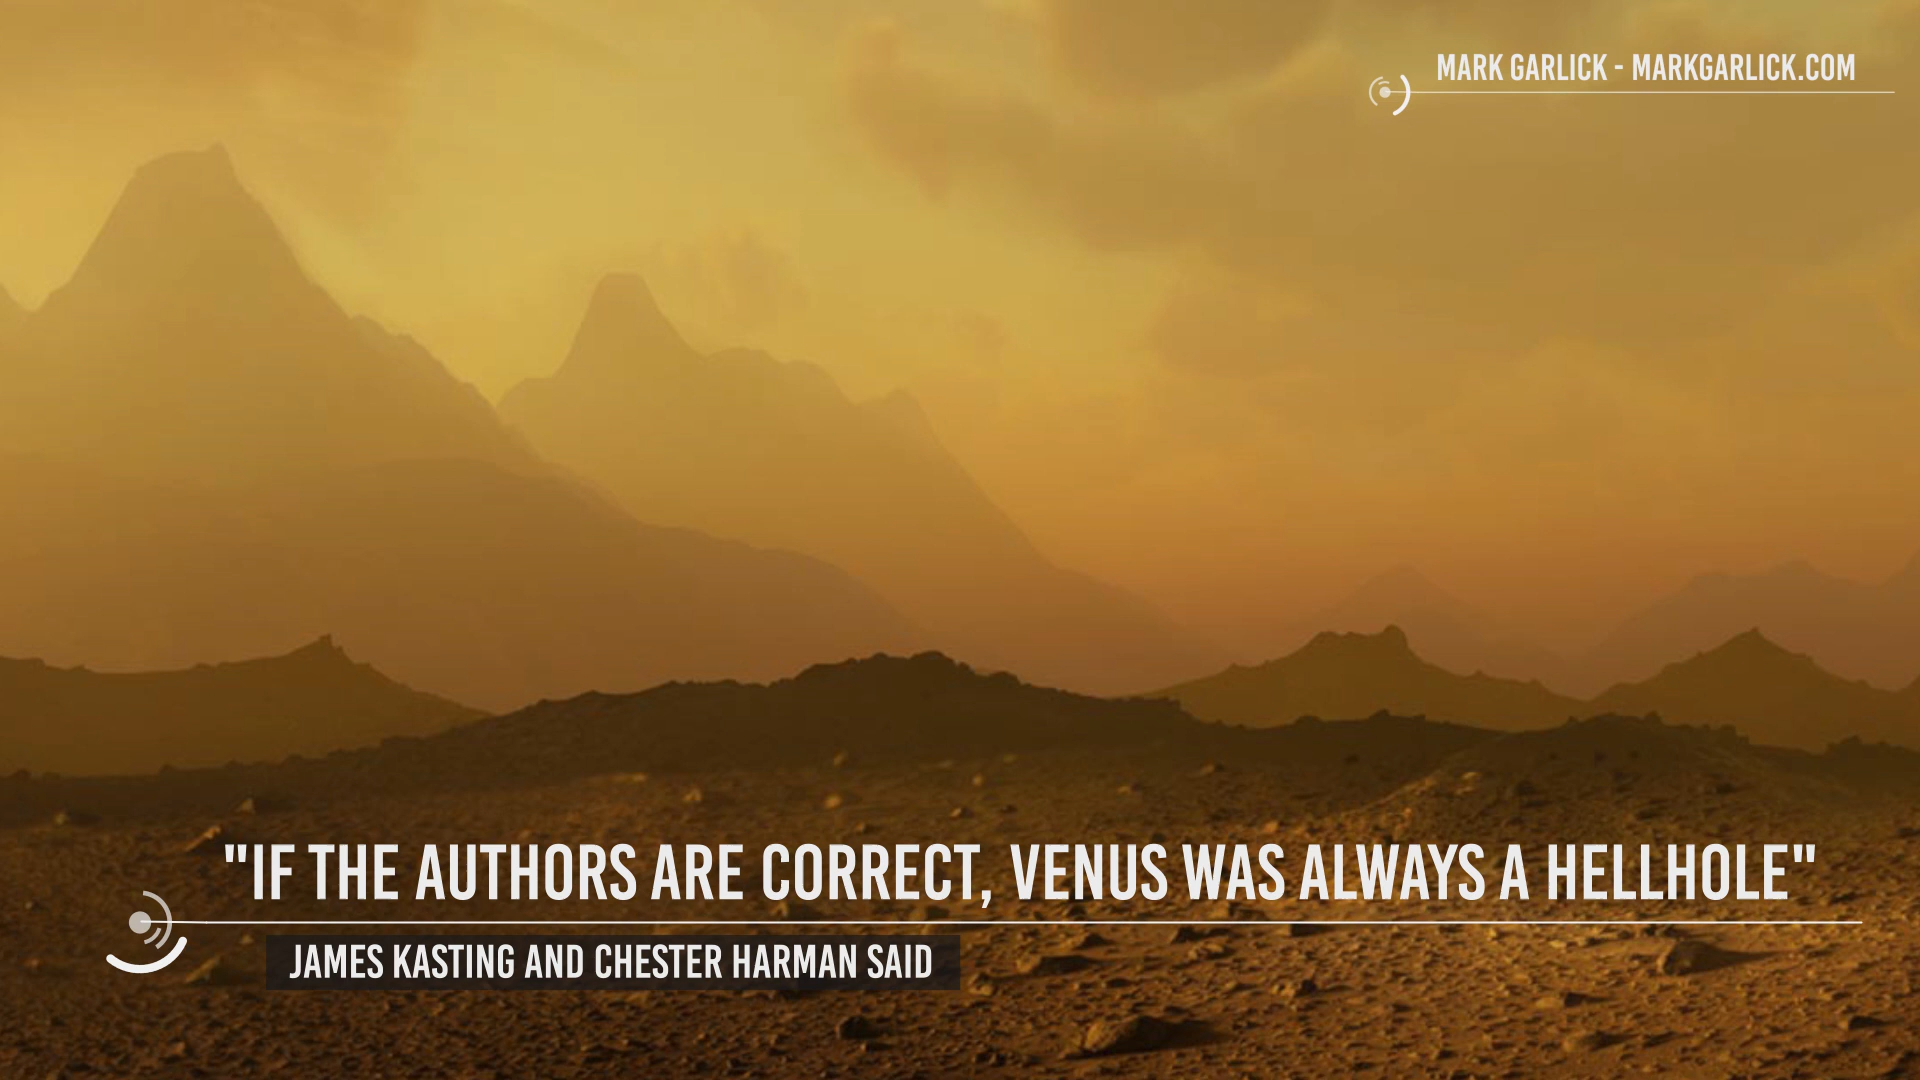 MARK GARLICK - MARKGARLICK.COM
"IF THE AUTHORS ARE CORRECT, VENUS WAS ALWAYS A HELLHOLE"
JAMES KASTING AND CHESTER HARMAN SAID